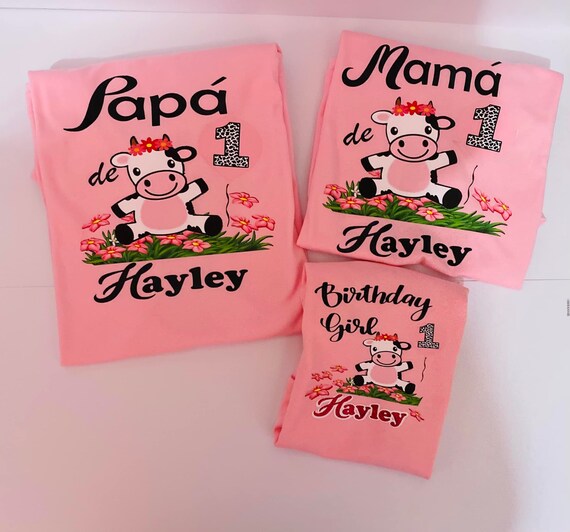 Papá
de 1
Hayley
Mamá
de 1
Hayley
Birthday
Girl 1
Hayley